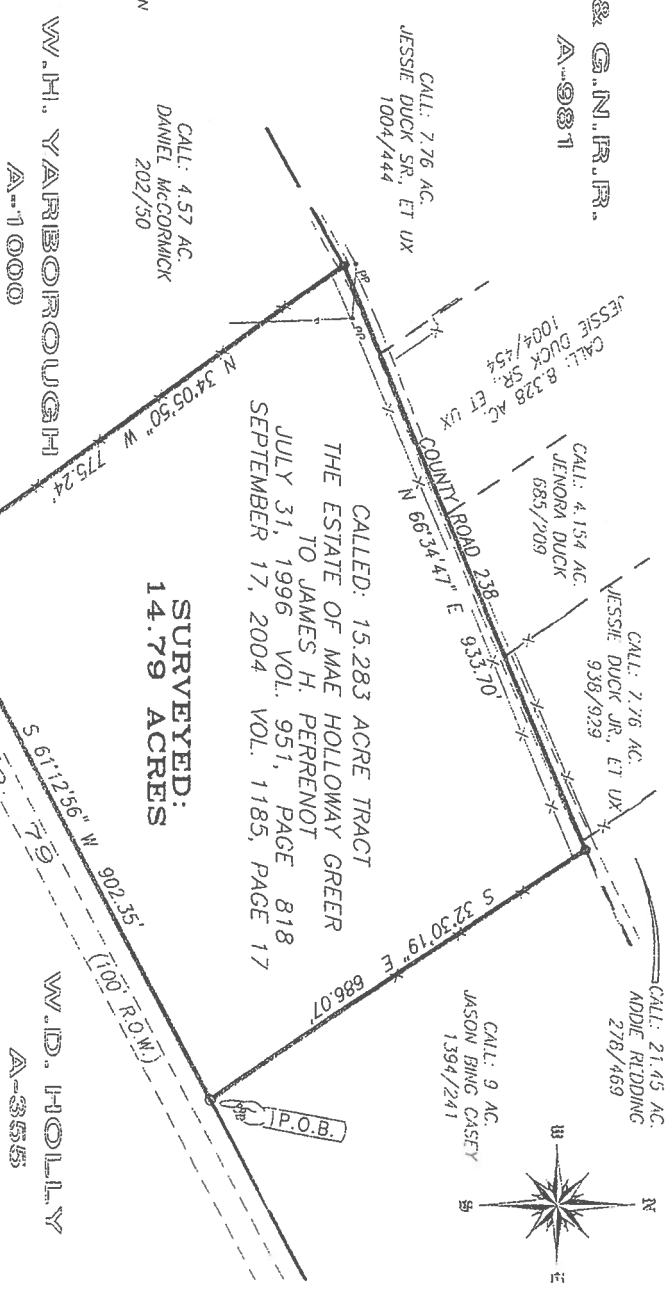 & G.N.R.R.
A-981
CALL: 7.76 AC.
JESSIE DUCK SR., ET UX
1004/444
CALL: 8.328 AC.
JESSIE DUCK SR., ET UX
1004/454
CALL: 4.154 AC.
JENORA DUCK
685/209
CALL: 7.76 AC.
JESSIE DUCK JR., ET UX
938/929
CALL: 21.45 AC.
ADDIE REDDING
278/469
N
W
E
S
PP
PP
P
COUNTY ROAD 238
N 66°34'47" E 933.70'
CALL: 4.57 AC.
DANIEL McCORMICK
202/50
N 34°05'50" W 775.24'
CALLED: 15.283 ACRE TRACT
THE ESTATE OF MAE HOLLOWAY GREER
TO JAMES H. PERRENOT
JULY 31, 1996 VOL. 951, PAGE 818
SEPTEMBER 17, 2004 VOL. 1185, PAGE 17
SURVEYED:
14.79 ACRES
S 32°30'19" E 686.07
CALL: 9 AC.
JASON BING CASEY
1394/241
P.O.B.
S 61°12'56" W 902.35'
79
(100' R.O.W.)
W.H. YARBOROUGH
A-1000
W.D. HOLLY
A-355